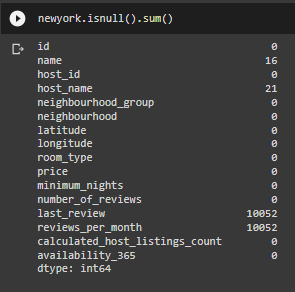 newyork.isnull().sum()
id 0
name 16
host_id 0
host_name 21
neighbourhood_group 0
neighbourhood 0
latitude 0
longitude 0
room_type 0
price 0
minimum_nights 0
number_of_reviews 0
last_review 10052
reviews_per_month 10052
calculated_host_listings_count 0
availability_365 0
dtype: int64